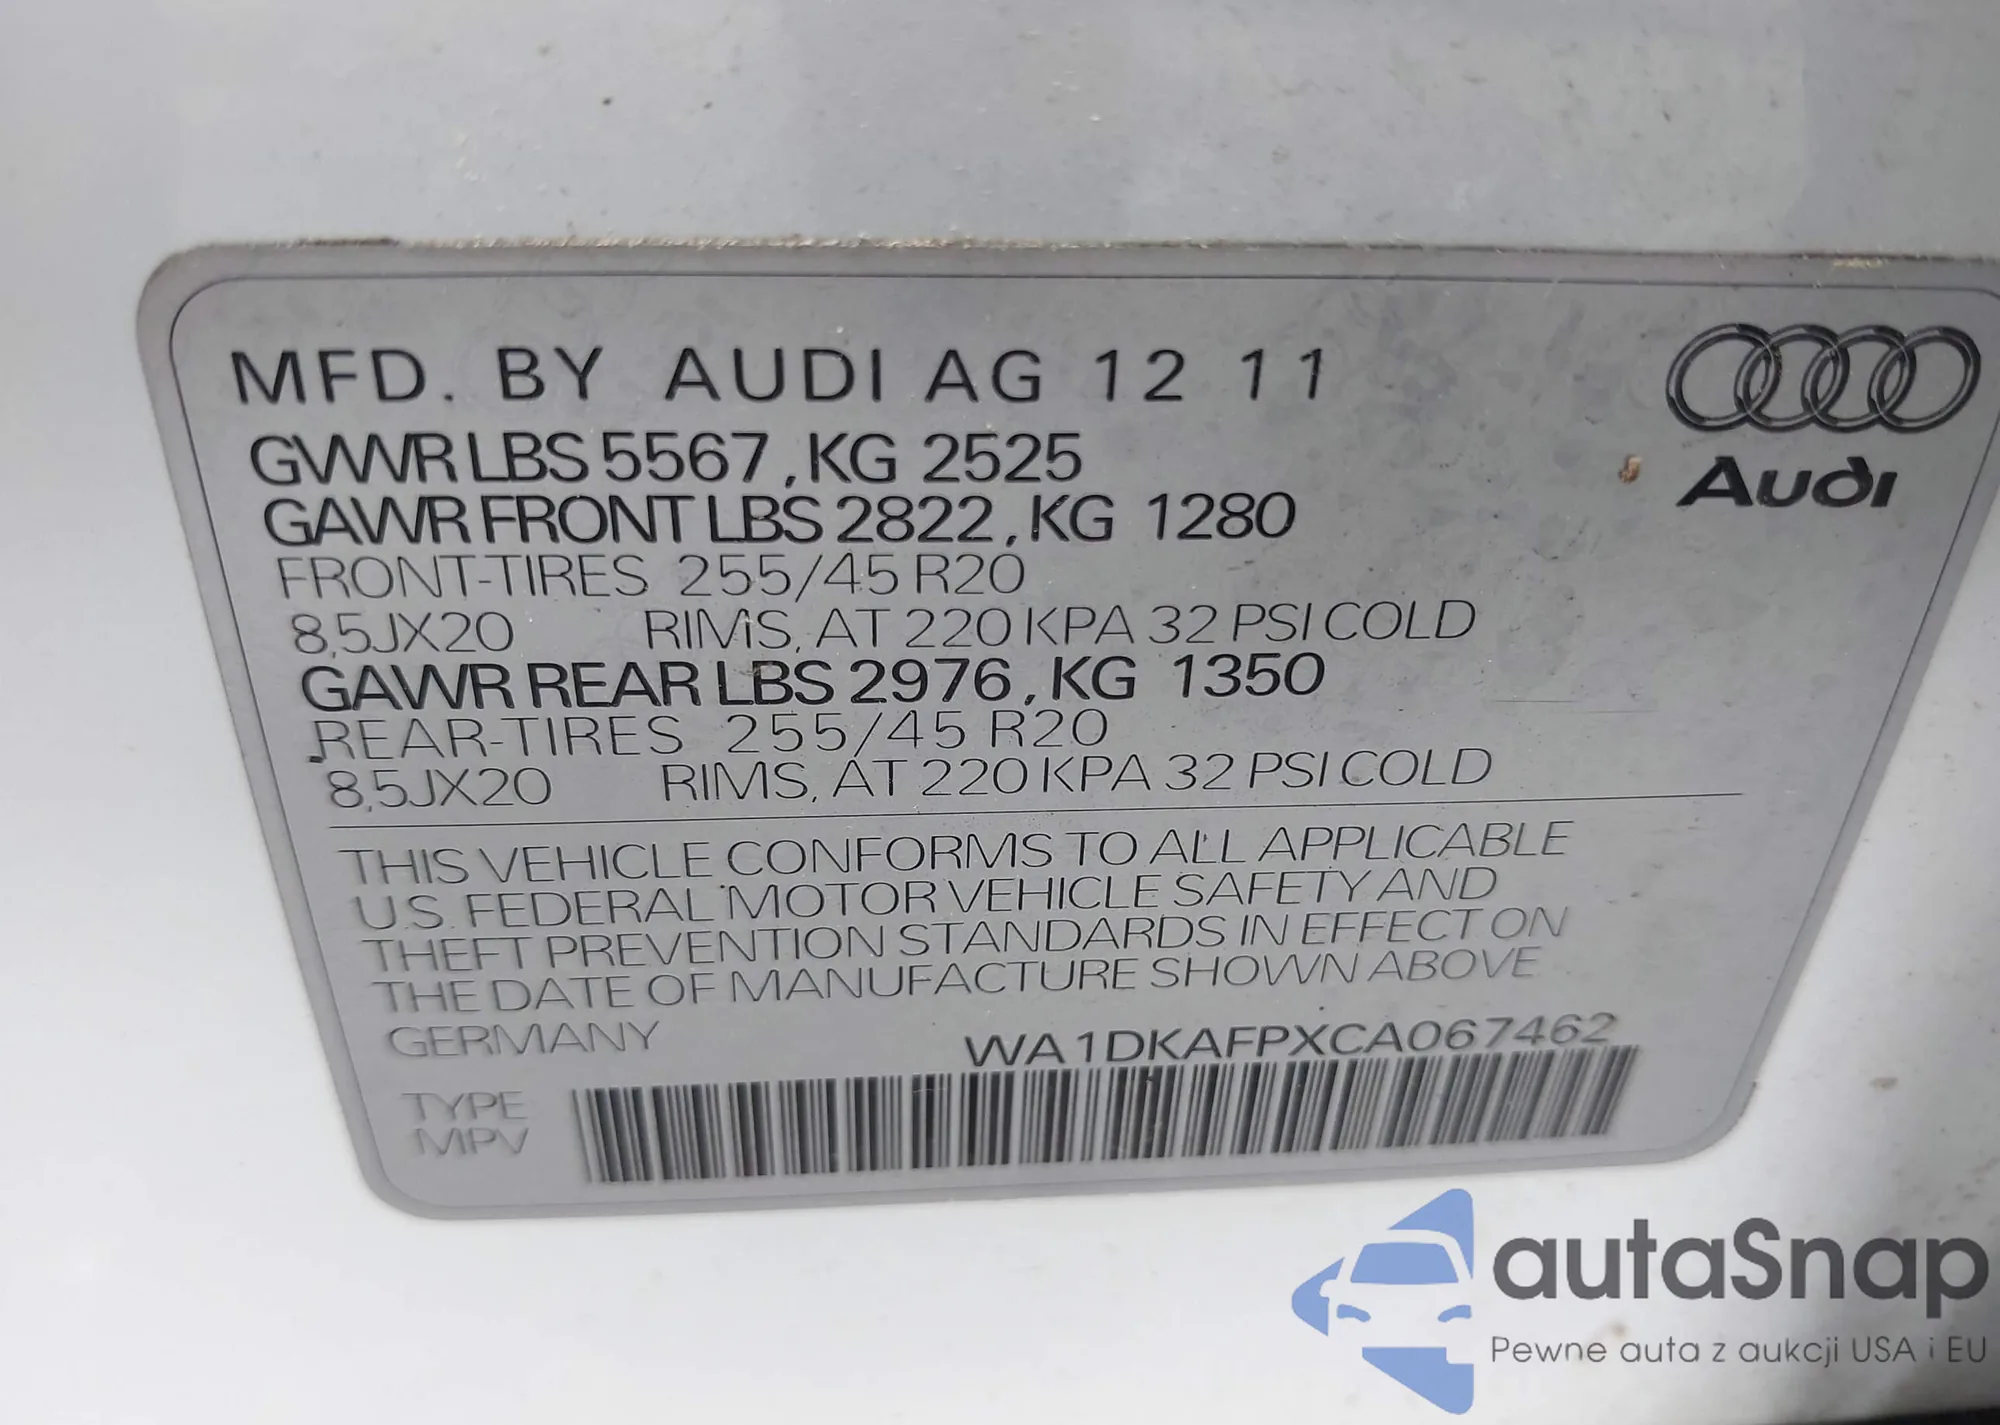 MFD. BY AUDI AG 12 11
GVWR LBS 5567, KG 2525
GAWR FRONT LBS 2822, KG 1280
FRONT-TIRES 255/45 R20
8,5JX20 RIMS, AT 220 KPA 32 PSI COLD
GAWR REAR LBS 2976, KG 1350
REAR-TIRES 255/45 R20
8,5JX20 RIMS, AT 220 KPA 32 PSI COLD
Audi
THIS VEHICLE CONFORMS TO ALL APPLICABLE
U.S. FEDERAL MOTOR VEHICLE SAFETY AND
THEFT PREVENTION STANDARDS IN EFFECT ON
THE DATE OF MANUFACTURE SHOWN ABOVE
GERMANY WA1DKAFPXCA067462
TYPE
MPV
autaSnap
Pewne auta z aukcji USA i EU